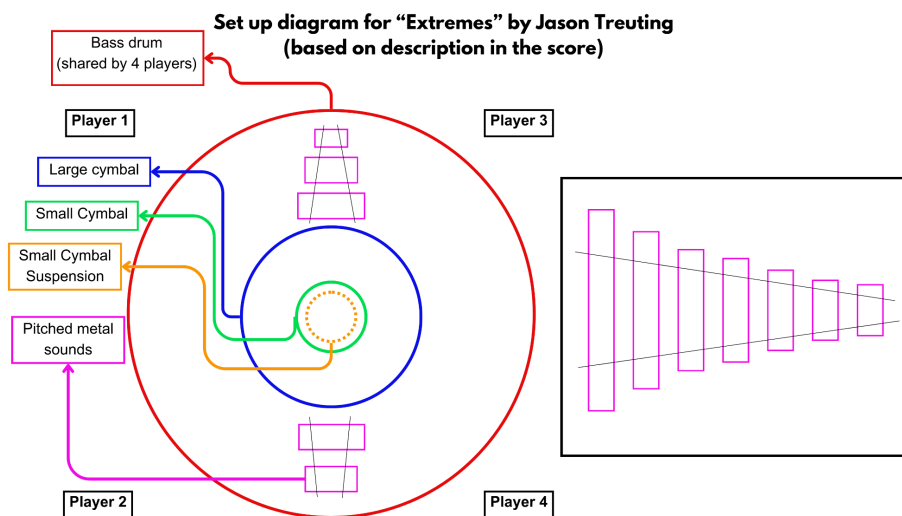 Set up diagram for “Extremes” by Jason Treuting
(based on description in the score)
Bass drum
(shared by 4 players)
Player 1
Player 3
Large cymbal
Small Cymbal
Small Cymbal
Suspension
Pitched metal
sounds
Player 2
Player 4